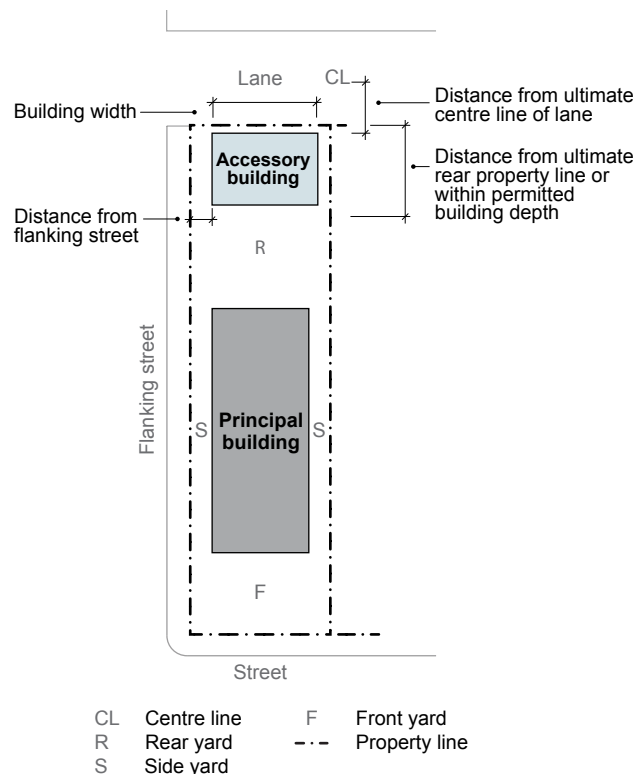 Lane
CL
Building width
Distance from ultimate
centre line of lane
Accessory
building
Distance from ultimate
rear property line or
within permitted
building depth
Distance from
flanking street
R
Flanking street
S
Principal
building
S
F
Street
CL Centre line
F Front yard
R Rear yard
Property line
S Side yard